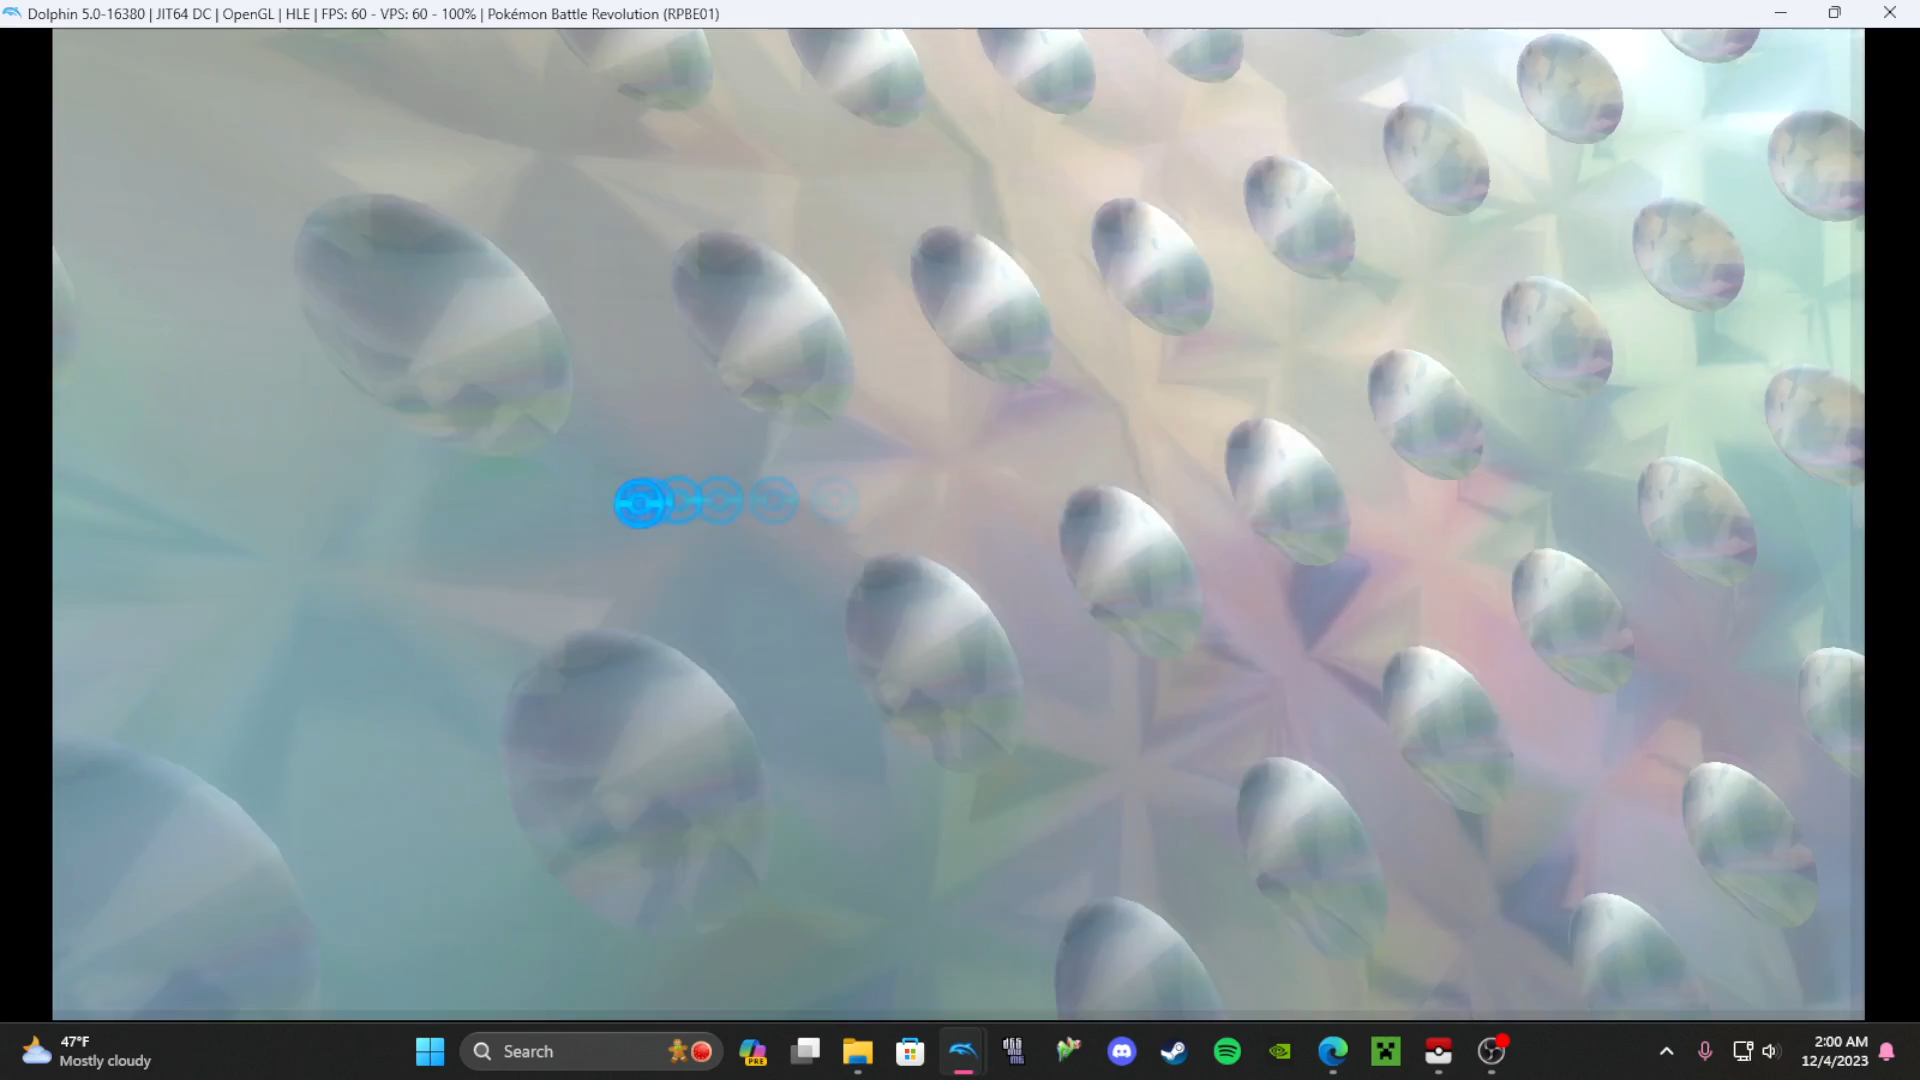 Dolphin 5.0-16380 | JIT64 DC | OpenGL | HLE | FPS: 60 - VPS: 60 - 100% | Pokémon Battle Revolution (RPBE01)
47°F
Mostly cloudy
Search
PRE
2:00 AM
12/4/2023